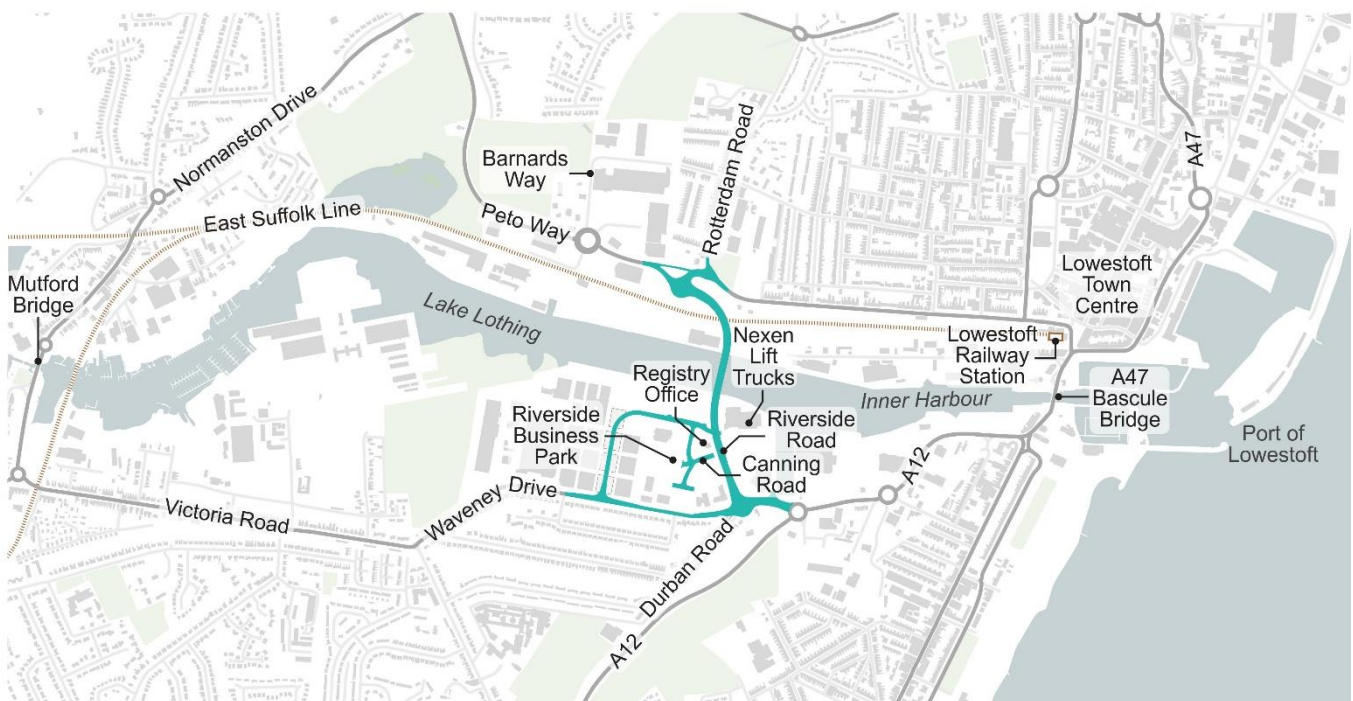 Normanston Drive
Barnards
Way
Rotterdam Road
A47
East Suffolk Line
Peto Way
Mutford
Bridge
Lowestoft
Town
Centre
Lake Lothing
Nexen
Lift
Trucks
Lowestoft
Railway
Station
Registry
Office
Inner Harbour
A47
Bascule
Bridge
Riverside
Business
Park
Riverside
Road
Port of
Lowestoft
Canning
Road
A12
Waveney Drive
Victoria Road
Durban Road
A12